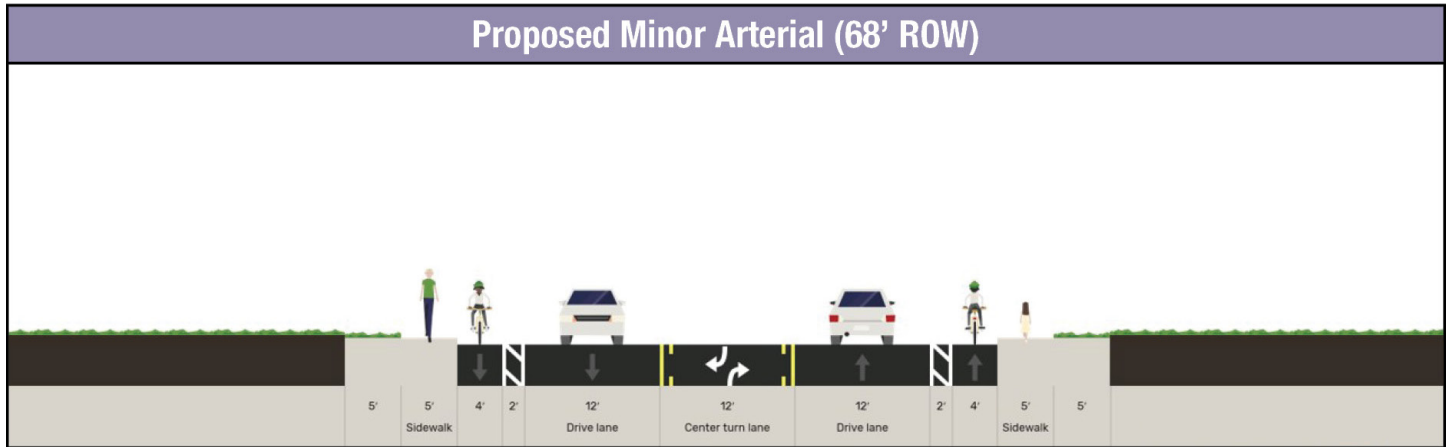 Proposed Minor Arterial (68' ROW)
5' 5' 4' 2' 12' 12' 12' 2' 4' 5' 5'
Sidewalk Drive lane Center turn lane Drive lane Sidewalk